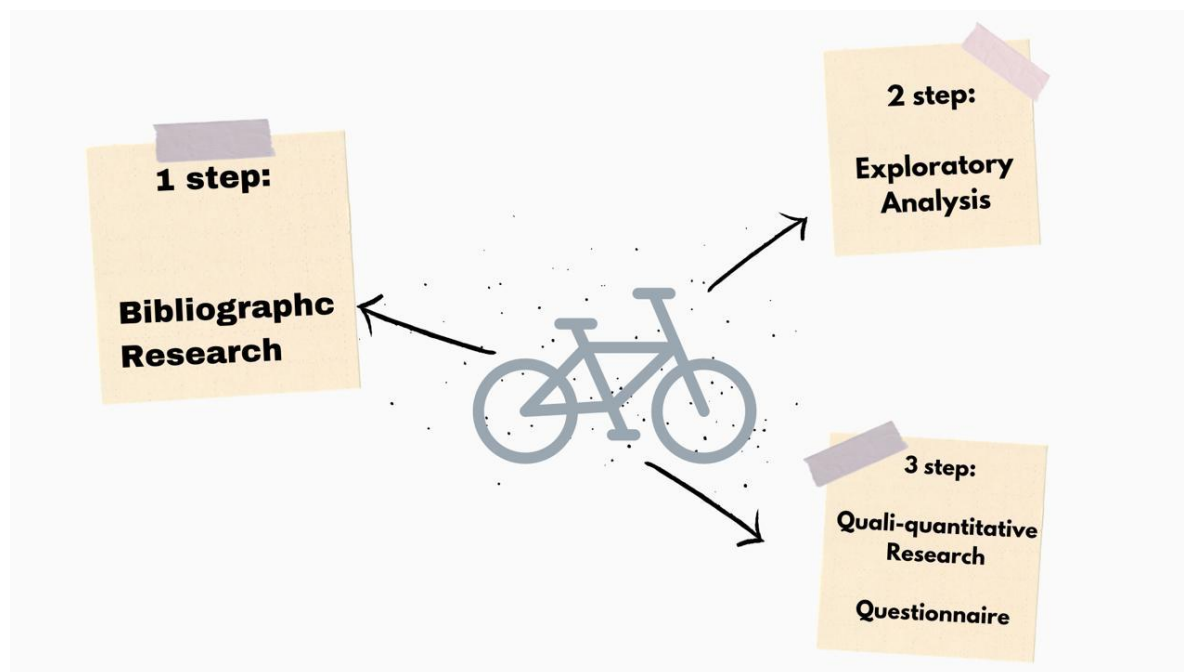 1 step:
Bibliographc
Research
2 step:
Exploratory
Analysis
3 step:
Quali-quantitative
Research
Questionnaire